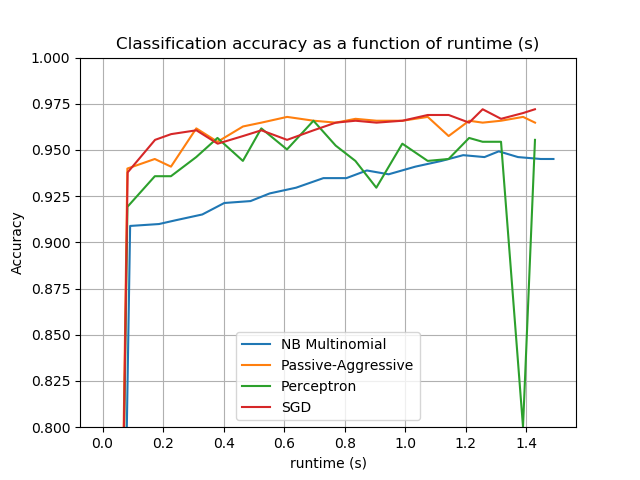 Classification accuracy as a function of runtime (s)
1.000
0.975
0.950
0.925
0.900
0.875
0.850
0.825
0.800
Accuracy
NB Multinomial
Passive-Aggressive
Perceptron
SGD
0.0 0.2 0.4 0.6 0.8 1.0 1.2 1.4
runtime (s)